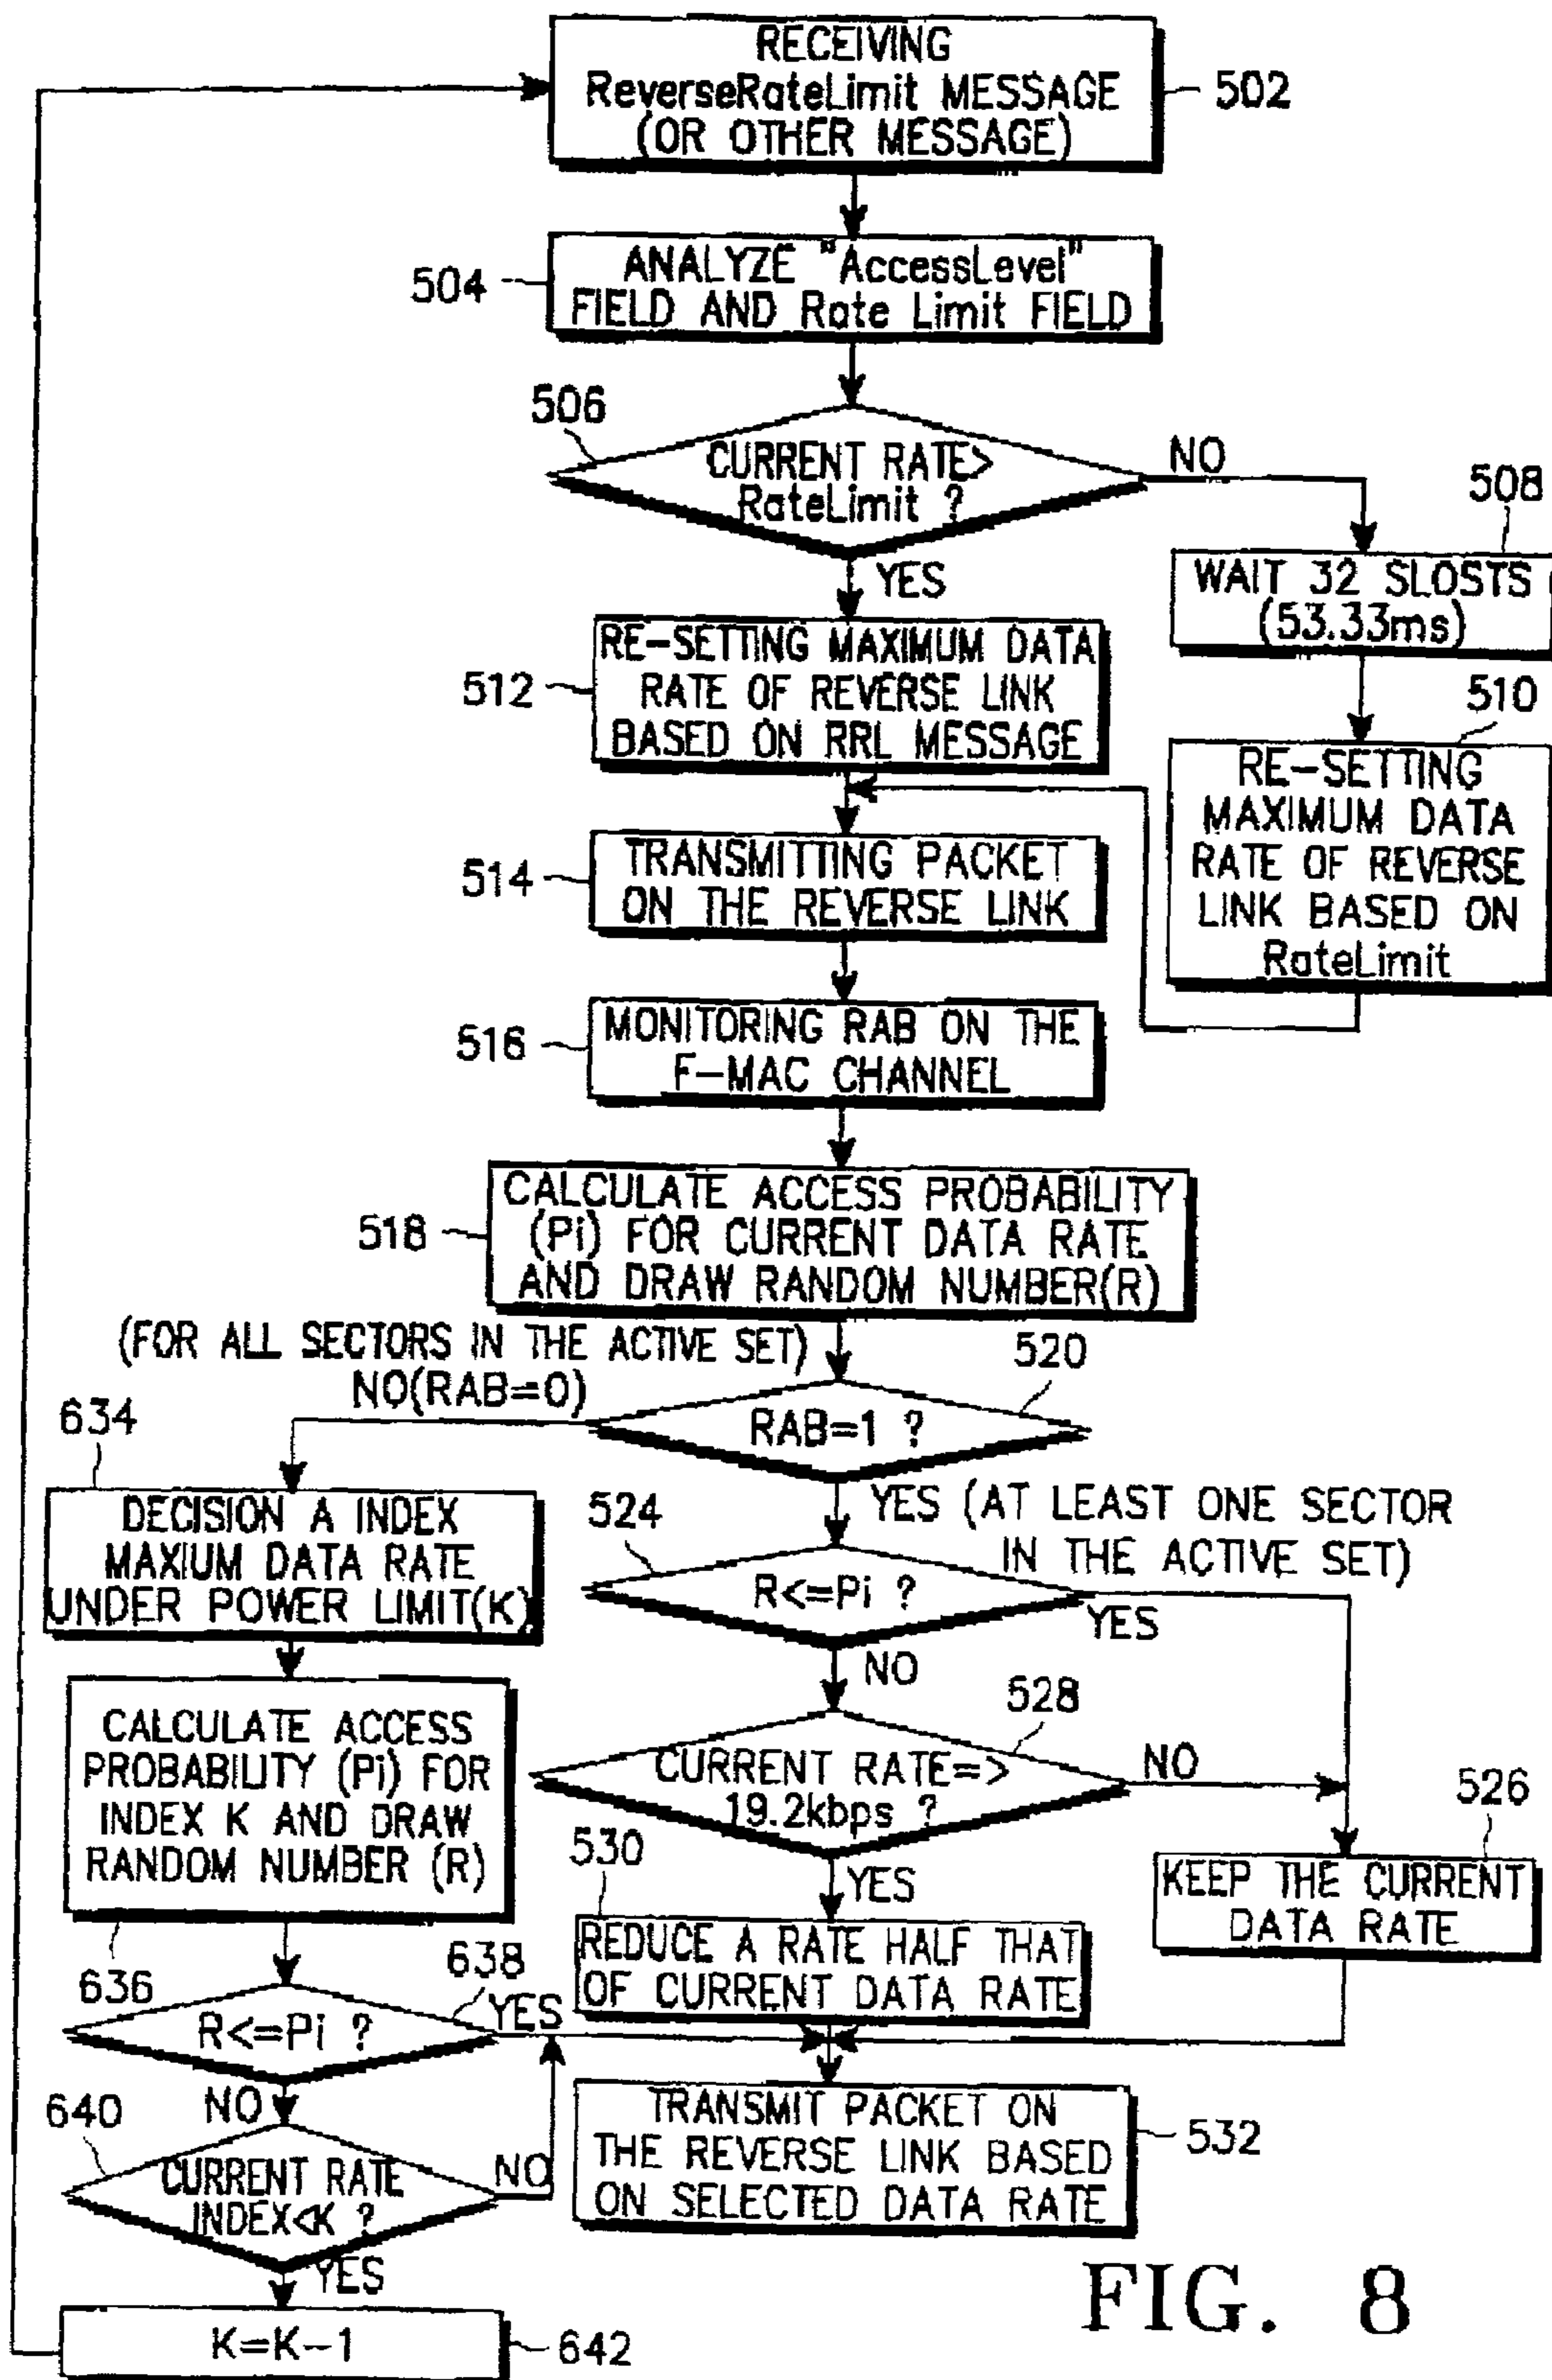 RECEIVING
ReverseRateLimit MESSAGE
(OR OTHER MESSAGE)
502
ANALYZE "AccessLevel"
FIELD AND Rate Limit FIELD
504
506
CURRENT RATE>
RateLimit ?
NO
YES
508
WAIT 32 SLOSTS
(53.33ms)
RE-SETTING MAXIMUM DATA
RATE OF REVERSE LINK
BASED ON RRL MESSAGE
512
510
RE-SETTING
MAXIMUM DATA
RATE OF REVERSE
LINK BASED ON
RateLimit
TRANSMITTING PACKET
ON THE REVERSE LINK
514
MONITORING RAB ON THE
F-MAC CHANNEL
516
CALCULATE ACCESS PROBABILITY
(Pi) FOR CURRENT DATA RATE
AND DRAW RANDOM NUMBER(R)
518
(FOR ALL SECTORS IN THE ACTIVE SET)
NO(RAB=0)
520
RAB=1 ?
634
DECISION A INDEX
MAXIUM DATA RATE
UNDER POWER LIMIT(K)
YES (AT LEAST ONE SECTOR
IN THE ACTIVE SET)
524
R<=Pi ?
YES
NO
CALCULATE ACCESS
PROBABILITY (Pi) FOR
INDEX K AND DRAW
RANDOM NUMBER (R)
636
528
CURRENT RATE=>
19.2kbps ?
NO
YES
526
KEEP THE CURRENT
DATA RATE
530
REDUCE A RATE HALF THAT
OF CURRENT DATA RATE
638
R<=Pi ?
YES
NO
640
CURRENT RATE
INDEX<K ?
NO
YES
TRANSMIT PACKET ON
THE REVERSE LINK BASED
ON SELECTED DATA RATE
532
K=K-1
642
FIG. 8